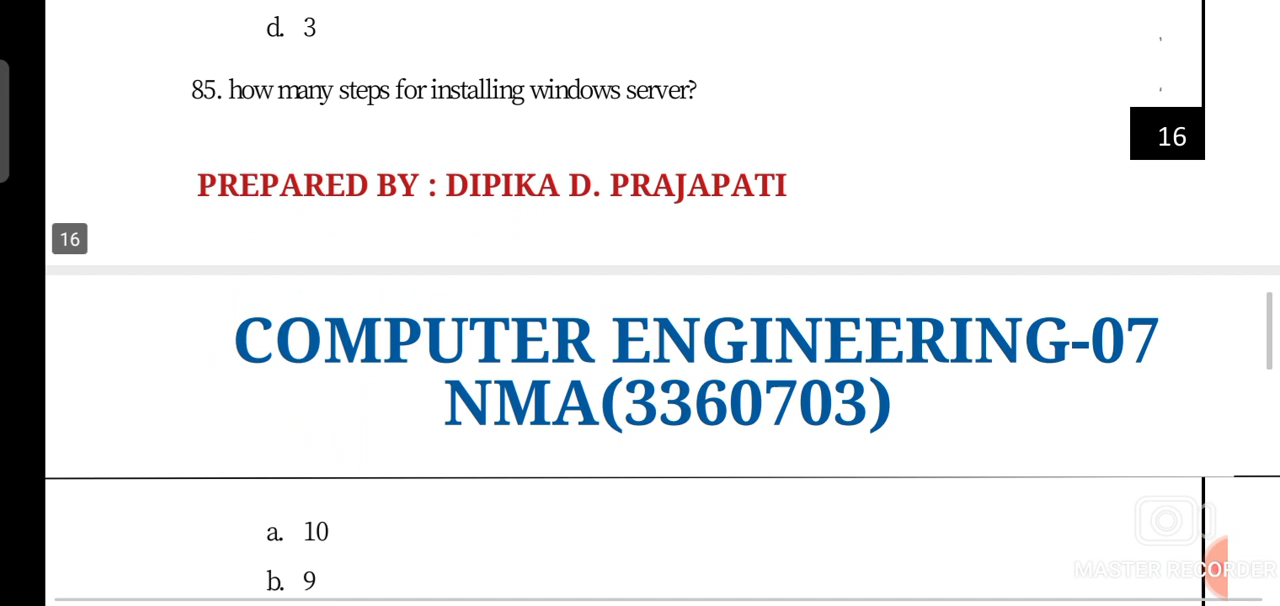 d. 3
85. how many steps for installing windows server?
16
PREPARED BY : DIPIKA D. PRAJAPATI
16
COMPUTER ENGINEERING-07
NMA(3360703)
a. 10
b. 9
MASTER RECORDER